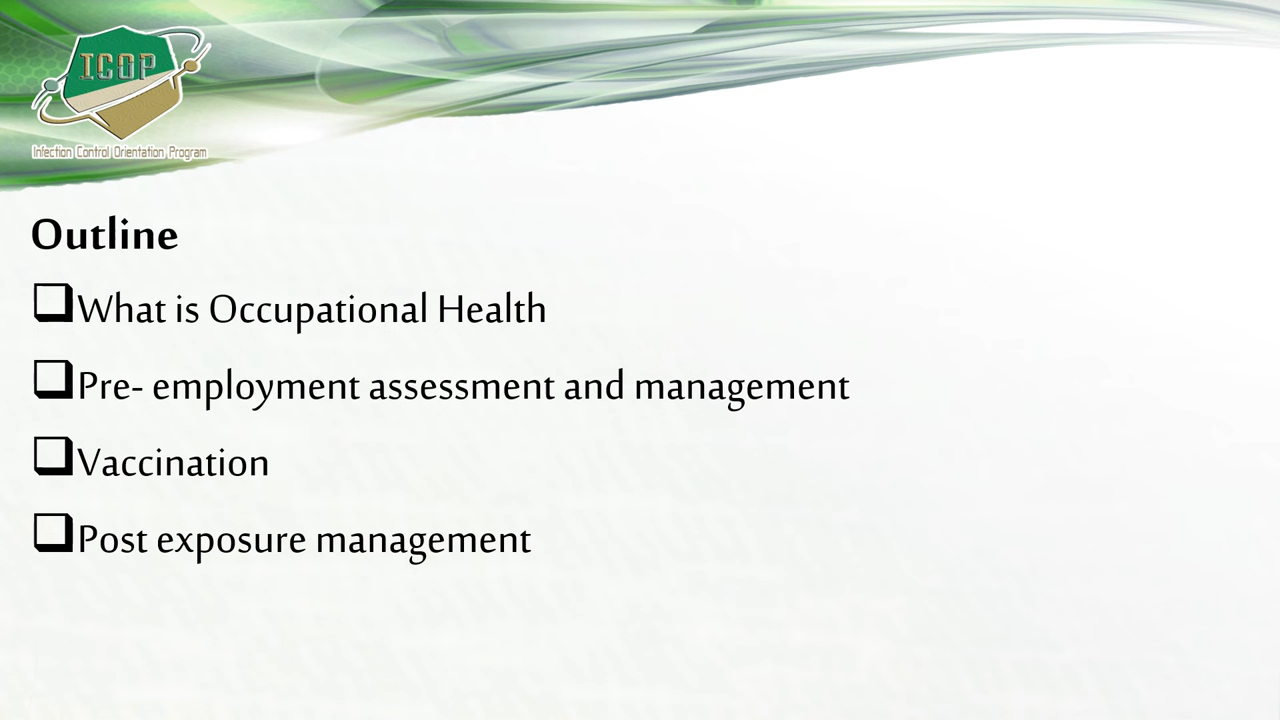 ICOP
Infection Control Orientation Program
Outline
❑What is Occupational Health
❑Pre- employment assessment and management
❑Vaccination
❑Post exposure management